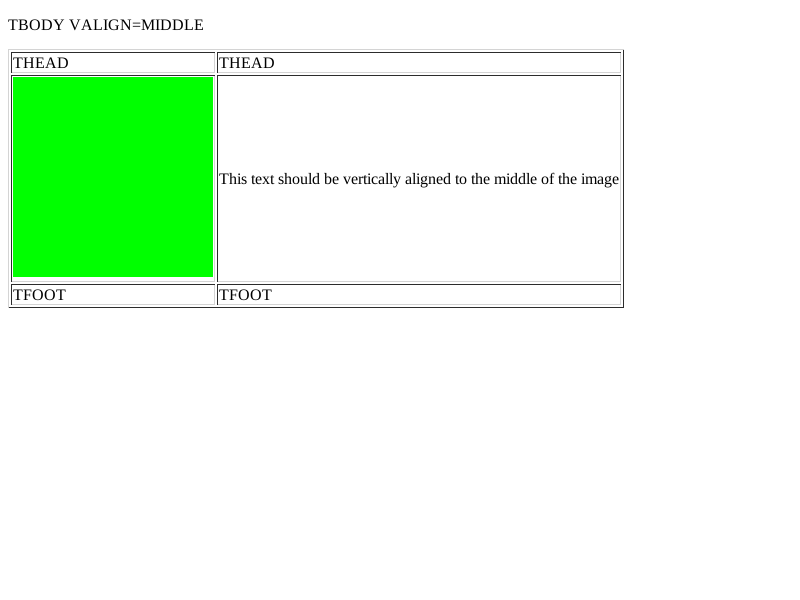 TBODY VALIGN=MIDDLE
THEAD THEAD
This text should be vertically aligned to the middle of the image
TFOOT TFOOT